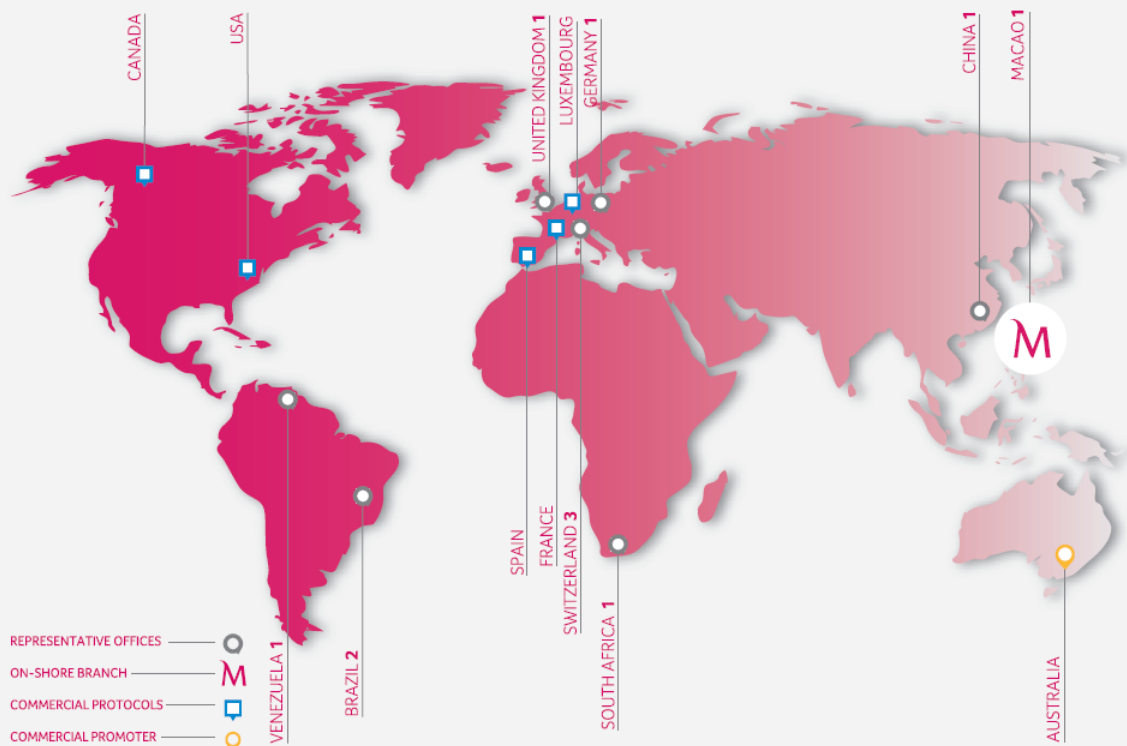 CANADA
USA
UNITED KINGDOM 1
LUXEMBOURG
GERMANY 1
CHINA 1
MACAO 1
M
SPAIN
FRANCE
SWITZERLAND 3
SOUTH AFRICA 1
VENEZUELA 1
BRAZIL 2
AUSTRALIA
REPRESENTATIVE OFFICES
ON-SHORE BRANCH M
COMMERCIAL PROTOCOLS
COMMERCIAL PROMOTER